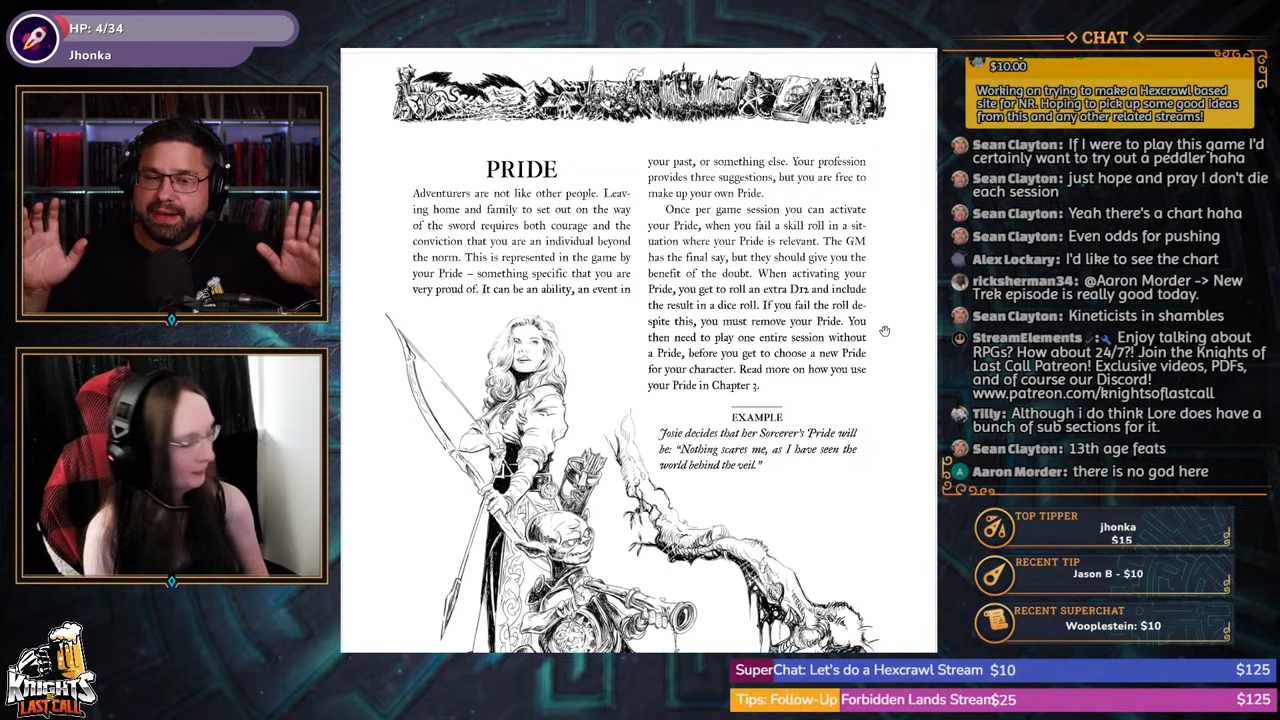 HP: 4/34
Jhonka
PRIDE
Adventurers are not like other people. Leav-
ing home and family to set out on the way
of the sword requires both courage and the
conviction that you are an individual beyond
the norm. This is represented in the game by
your Pride – something specific that you are
very proud of. It can be an ability, an event in
your past, or something else. Your profession
provides three suggestions, but you are free to
make up your own Pride.
Once per game session you can activate
your Pride, when you fail a skill roll in a sit-
uation where your Pride is relevant. The GM
has the final say, but they should give you the
benefit of the doubt. When activating your
Pride, you get to roll an extra D12 and include
the result in a dice roll. If you fail the roll de-
spite this, you must remove your Pride. You
then need to play one entire session without
a Pride, before you get to choose a new Pride
for your character. Read more on how you use
your Pride in Chapter 3.
EXAMPLE
Josie decides that her Sorcerer's Pride will
be: “Nothing scares me, as I have seen the
world behind the veil.”
CHAT
$10.00
Working on trying to make a Hexcrawl based
site for NR. Hoping to pick up some good ideas
from this and any other related streams!
Sean Clayton: If I were to play this game I'd
certainly want to try out a peddler haha
Sean Clayton: just hope and pray I don't die
each session
Sean Clayton: Yeah there's a chart haha
Sean Clayton: Even odds for pushing
Alex Lockary: I'd like to see the chart
ricksherman34: @Aaron Morder -> New
Trek episode is really good today.
Sean Clayton: Kineticists in shambles
StreamElements : Enjoy talking about
RPGs? How about 24/7?! Join the Knights of
Last Call Patreon! Exclusive videos, PDFs,
and of course our Discord!
www.patreon.com/knightsoflastcall
Tilly: Although i do think Lore does have a
bunch of sub sections for it.
Sean Clayton: 13th age feats
A Aaron Morder: there is no god here
TOP TIPPER
jhonka
$15
RECENT TIP
Jason B - $10
RECENT SUPERCHAT
Wooplestein: $10
SuperChat: Let's do a Hexcrawl Stream $10 $125
Tips: Follow-Up Forbidden Lands Stream $25 $125
KNIGHTS
OF
LAST CALL